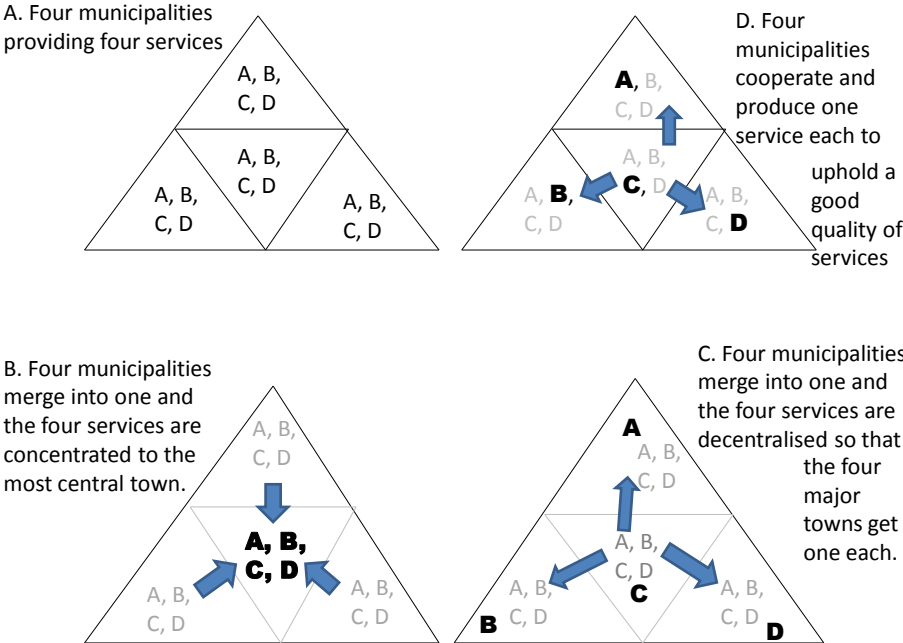 A. Four municipalities
providing four services
A, B,
C, D
A, B,
C, D
A, B,
C, D
A, B,
C, D
D. Four
municipalities
cooperate and
produce one
service each to
uphold a
good
quality of
services
A, B,
C, D
A, B,
C, D
A, B,
C, D
A, B,
C, D
B. Four municipalities
merge into one and
the four services are
concentrated to the
most central town.
A, B,
C, D
A, B,
C, D
A, B,
C, D
A, B,
C, D
C. Four municipalities
merge into one and
the four services are
decentralised so that
the four
major
towns get
one each.
A
A, B,
C, D
A, B,
C, D
C
A, B,
C, D
B
A, B,
C, D
D